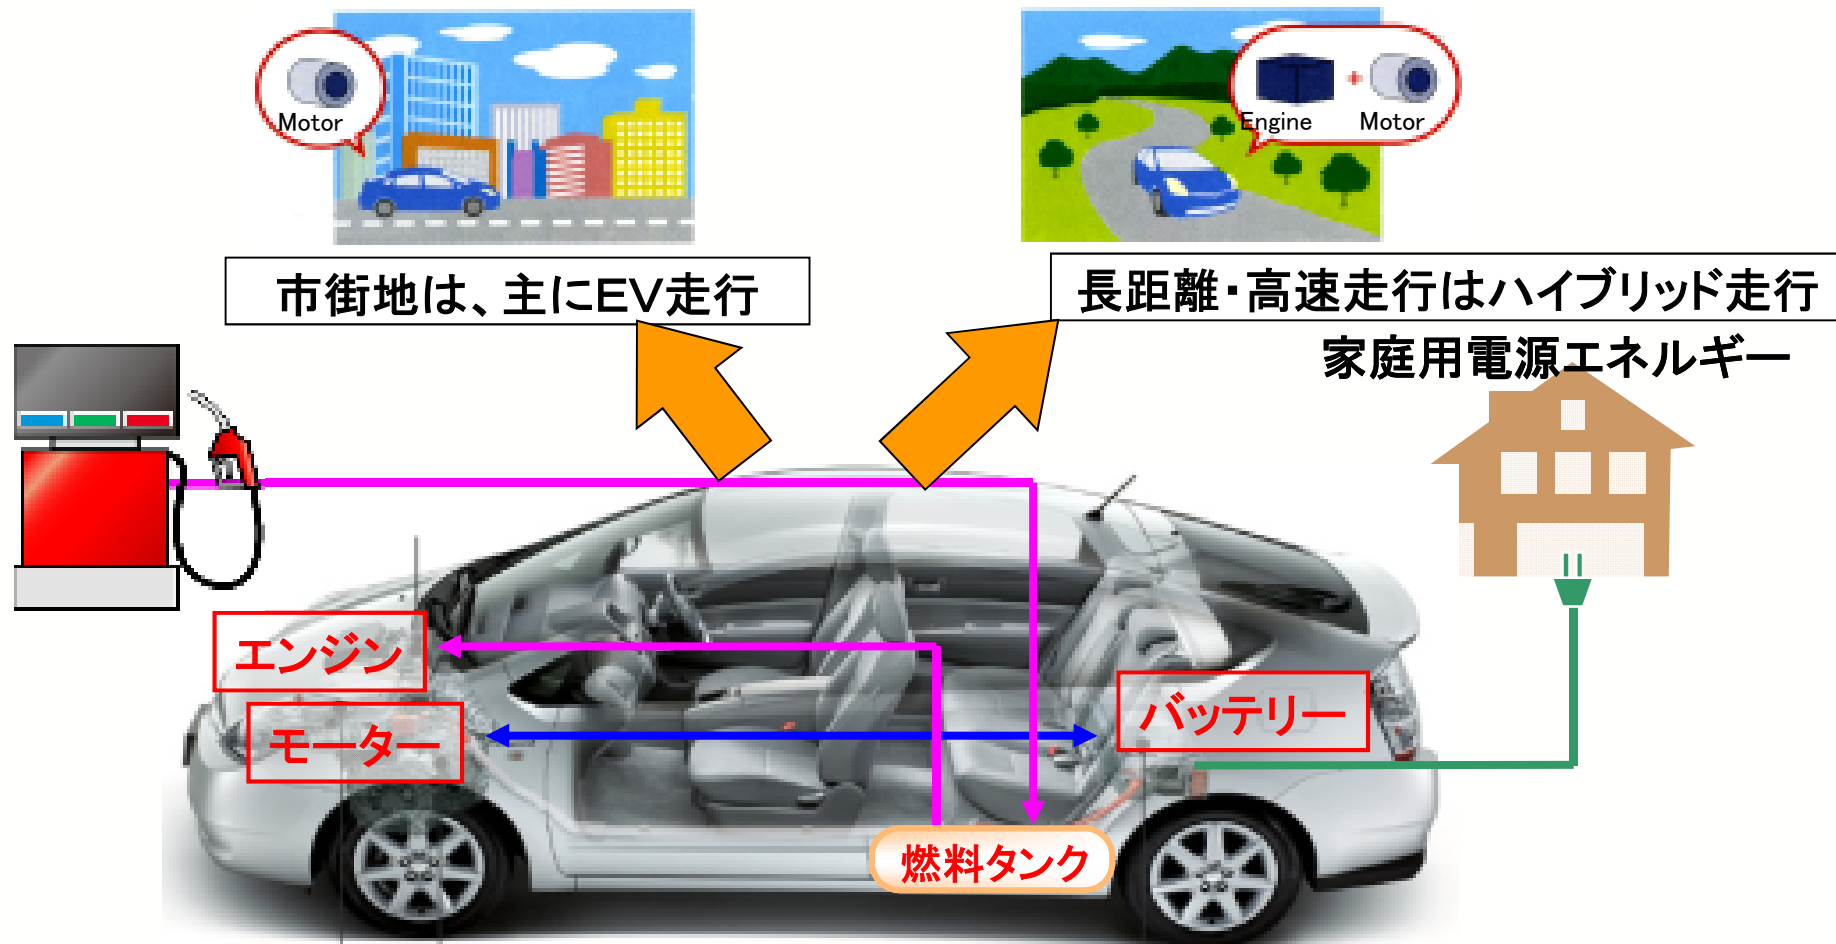 Motor
Engine
Motor
市街地は、主にEV走行
長距離・高速走行はハイブリッド走行
家庭用電源エネルギー
エンジン
モーター
バッテリー
燃料タンク